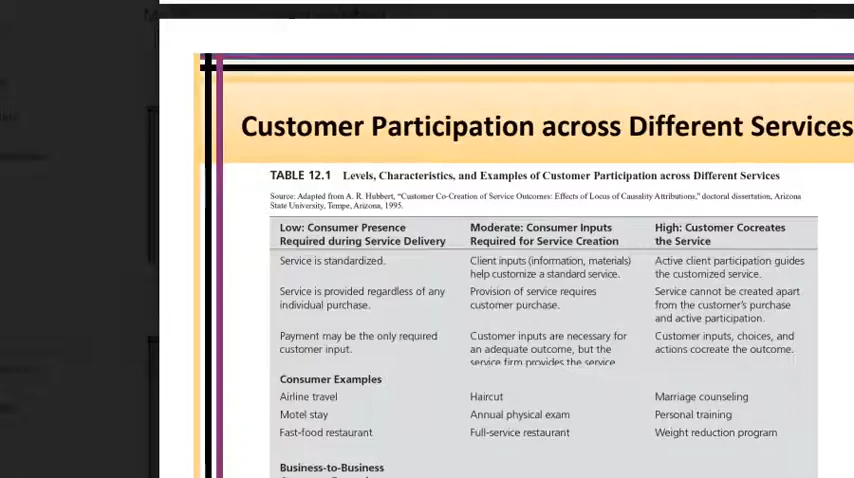 Customer Participation across Different Services
TABLE 12.1 Levels, Characteristics, and Examples of Customer Participation across Different Services
Source: Adapted from A. R. Hubbert, “Customer Co-Creation of Service Outcomes: Effects of Locus of Causality Attributions,” doctoral dissertation, Arizona
State University, Tempe, Arizona, 1995.
Low: Consumer Presence
Required during Service Delivery
Moderate: Consumer Inputs
Required for Service Creation
High: Customer Cocreates
the Service
Service is standardized.
Client inputs (information, materials)
help customize a standard service.
Active client participation guides
the customized service.
Service is provided regardless of any
individual purchase.
Provision of service requires
customer purchase.
Service cannot be created apart
from the customer’s purchase
and active participation.
Payment may be the only required
customer input.
Customer inputs are necessary for
an adequate outcome, but the
service firm provides the service
Customer inputs, choices, and
actions cocreate the outcome.
Consumer Examples
Airline travel
Haircut
Marriage counseling
Motel stay
Annual physical exam
Personal training
Fast-food restaurant
Full-service restaurant
Weight reduction program
Business-to-Business